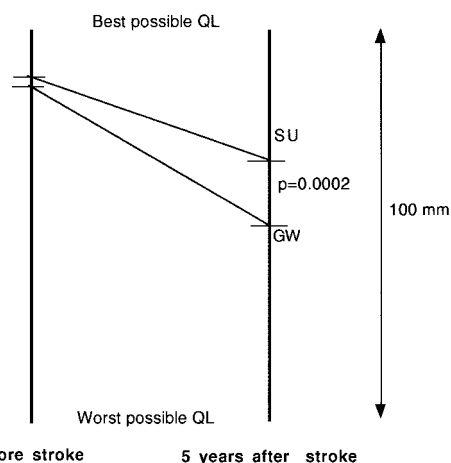 Best possible QL
SU
p=0.0002
100 mm
GW
Worst possible QL
ore stroke
5 years after stroke